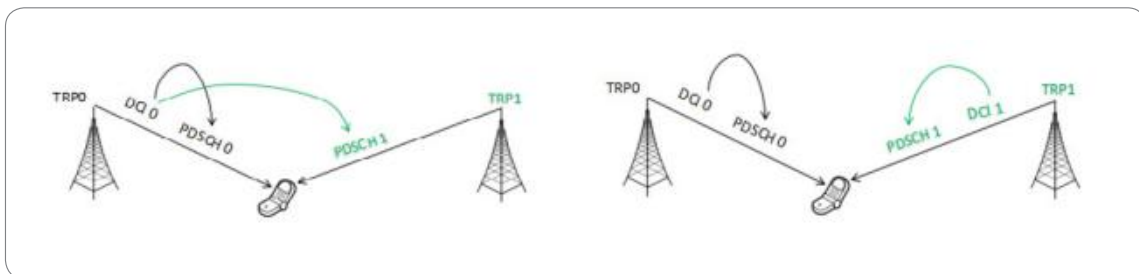 TRP0
DCI 0
PDSCH 0
PDSCH 1
TRP1
TRP0
DCI 0
PDSCH 0
PDSCH 1
DCI 1
TRP1